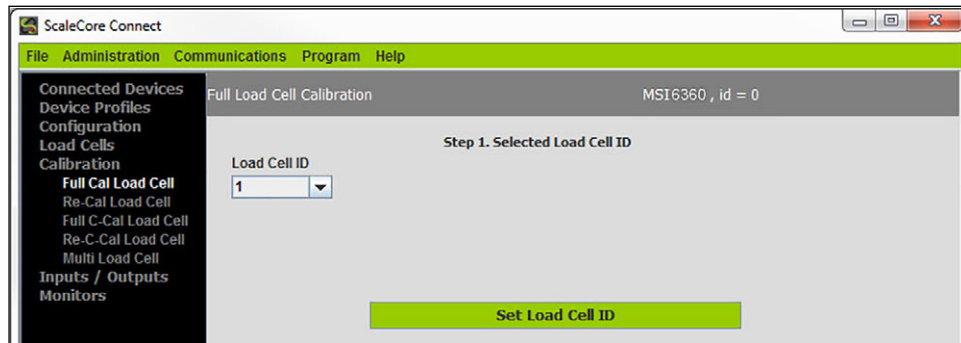 ScaleCore Connect
File Administration Communications Program Help
Connected Devices
Device Profiles
Configuration
Load Cells
Calibration
Full Cal Load Cell
Re-Cal Load Cell
Full C-Cal Load Cell
Re-C-Cal Load Cell
Multi Load Cell
Inputs / Outputs
Monitors
Full Load Cell Calibration
MSI6360 , id = 0
Step 1. Selected Load Cell ID
Load Cell ID
1
Set Load Cell ID